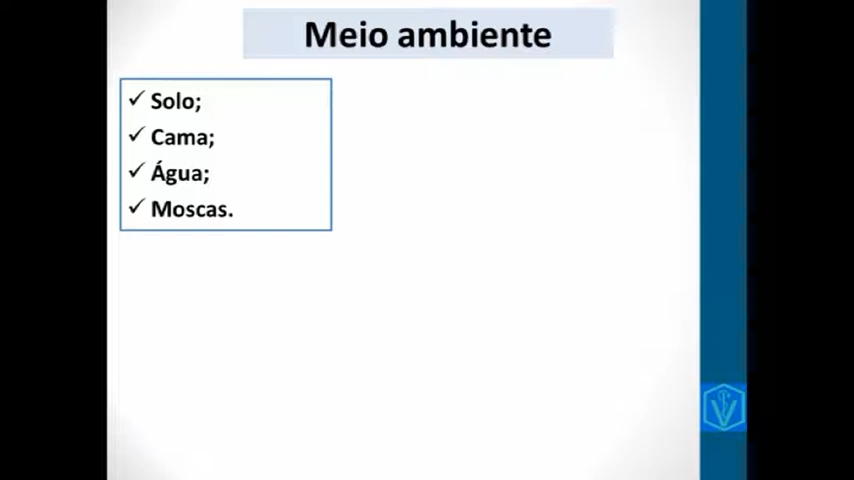 Meio ambiente
✓ Solo;
✓ Cama;
✓ Água;
✓ Moscas.